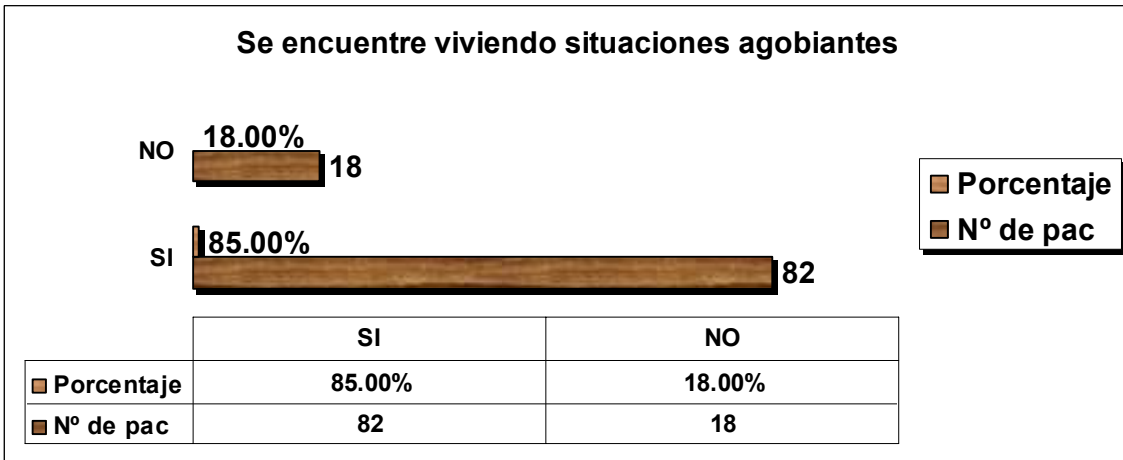 Se encuentre viviendo situaciones agobiantes
NO
18.00%
18
SI
85.00%
82
Porcentaje
Nº de pac
SI NO
Porcentaje 85.00% 18.00%
Nº de pac 82 18